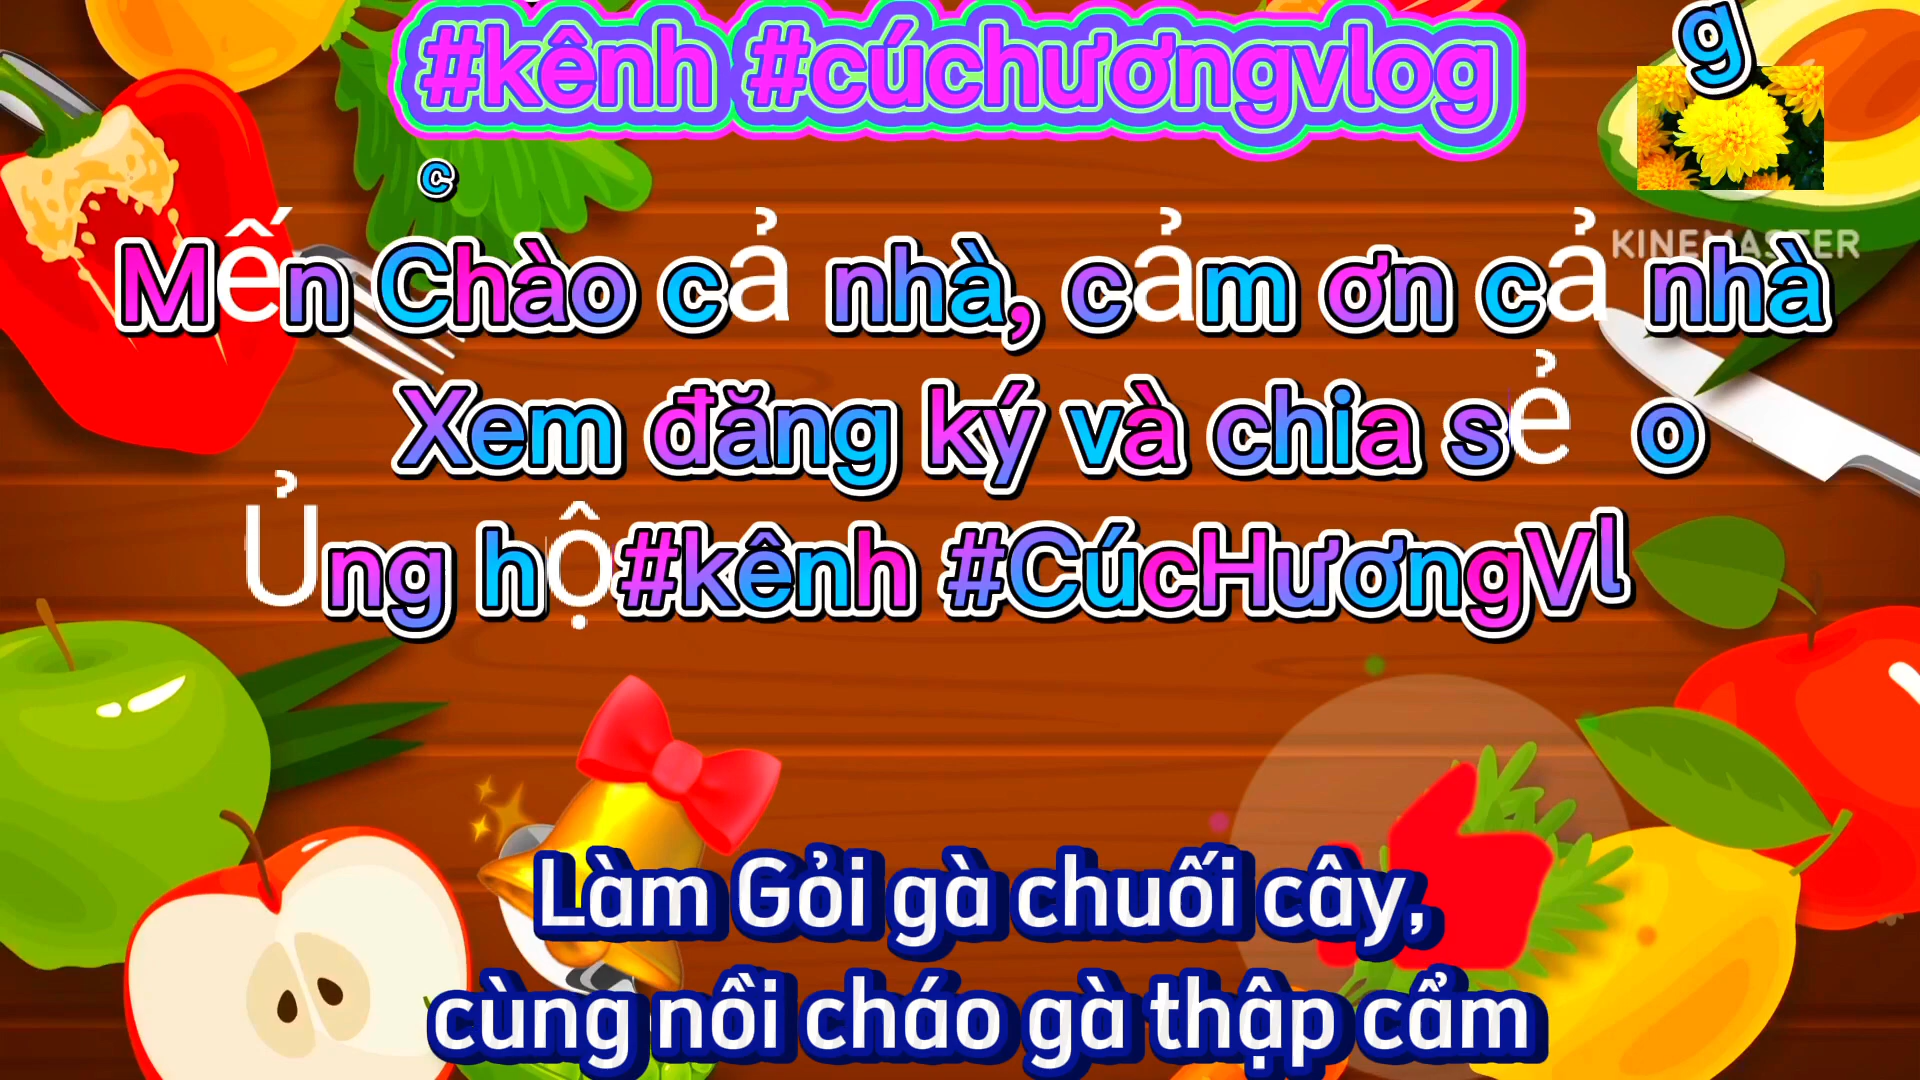 #kênh #cúchươngvlog
g
c
KINEMASTER
Mến Chào cả nhà, cảm ơn cả nhà
Xem đăng ký và chia sẻ o
Ủng hộ #kênh #CúcHươngVl
Làm Gỏi gà chuối cây,
cùng nồi cháo gà thập cẩm